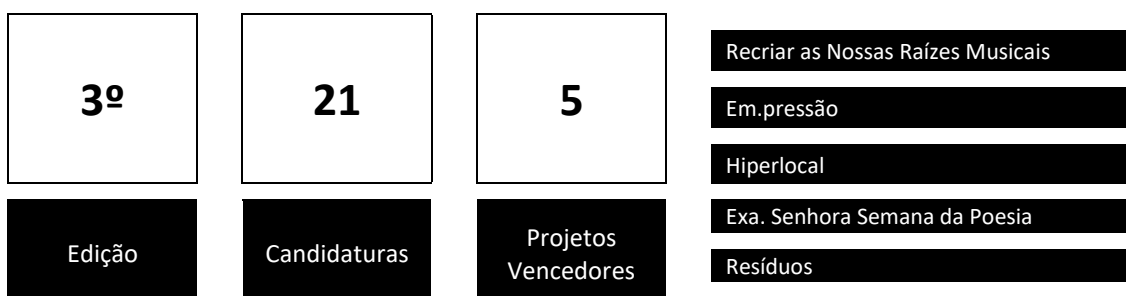 3º
Edição
21
Candidaturas
5
Projetos
Vencedores
Recriar as Nossas Raízes Musicais
Em.pressão
Hiperlocal
Exa. Senhora Semana da Poesia
Resíduos